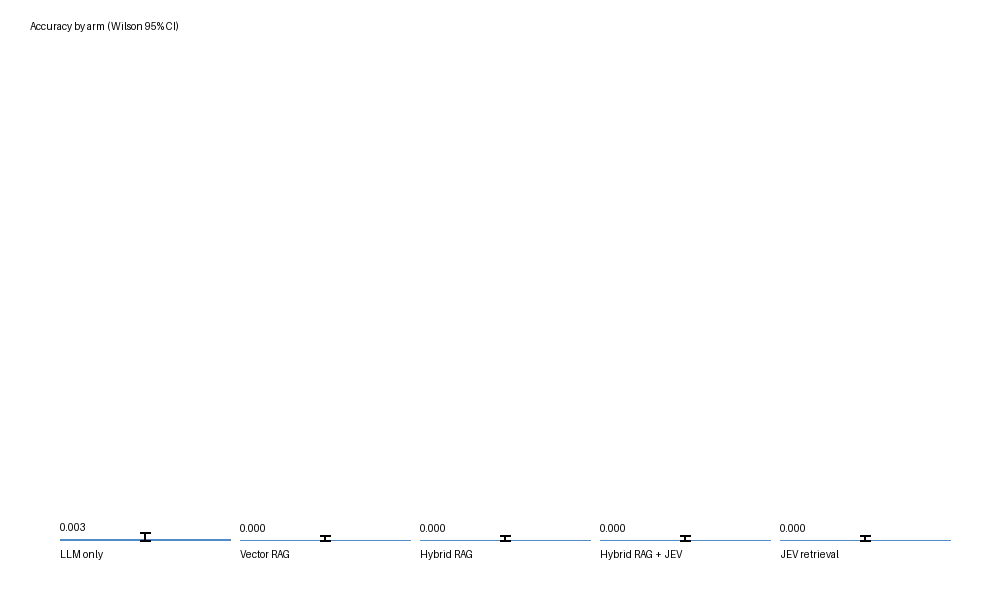 Accuracy by arm (Wilson 95% CI)
0.003
0.000
0.000
0.000
0.000
LLM only
Vector RAG
Hybrid RAG
Hybrid RAG + JEV
JEV retrieval